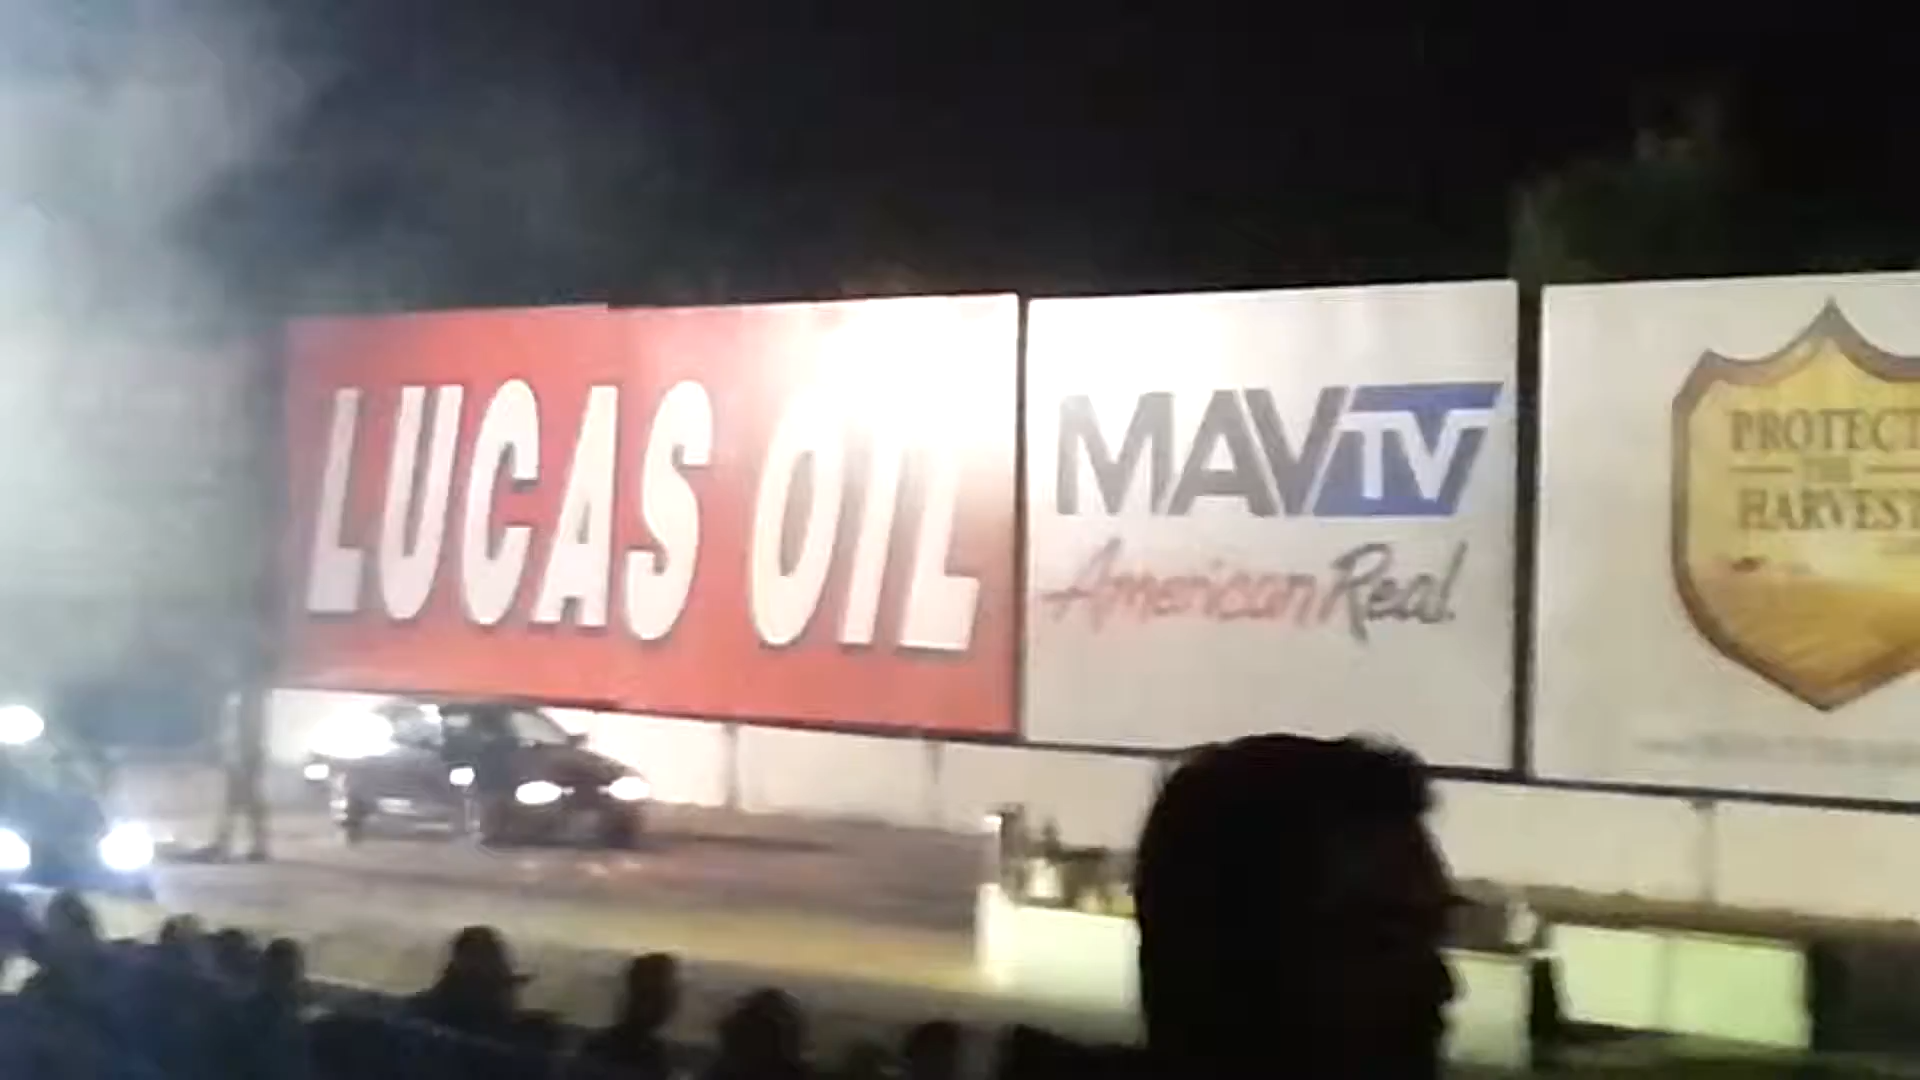 LUCAS OIL
MAVTV
American Real.
PROTECT
THE
HARVEST